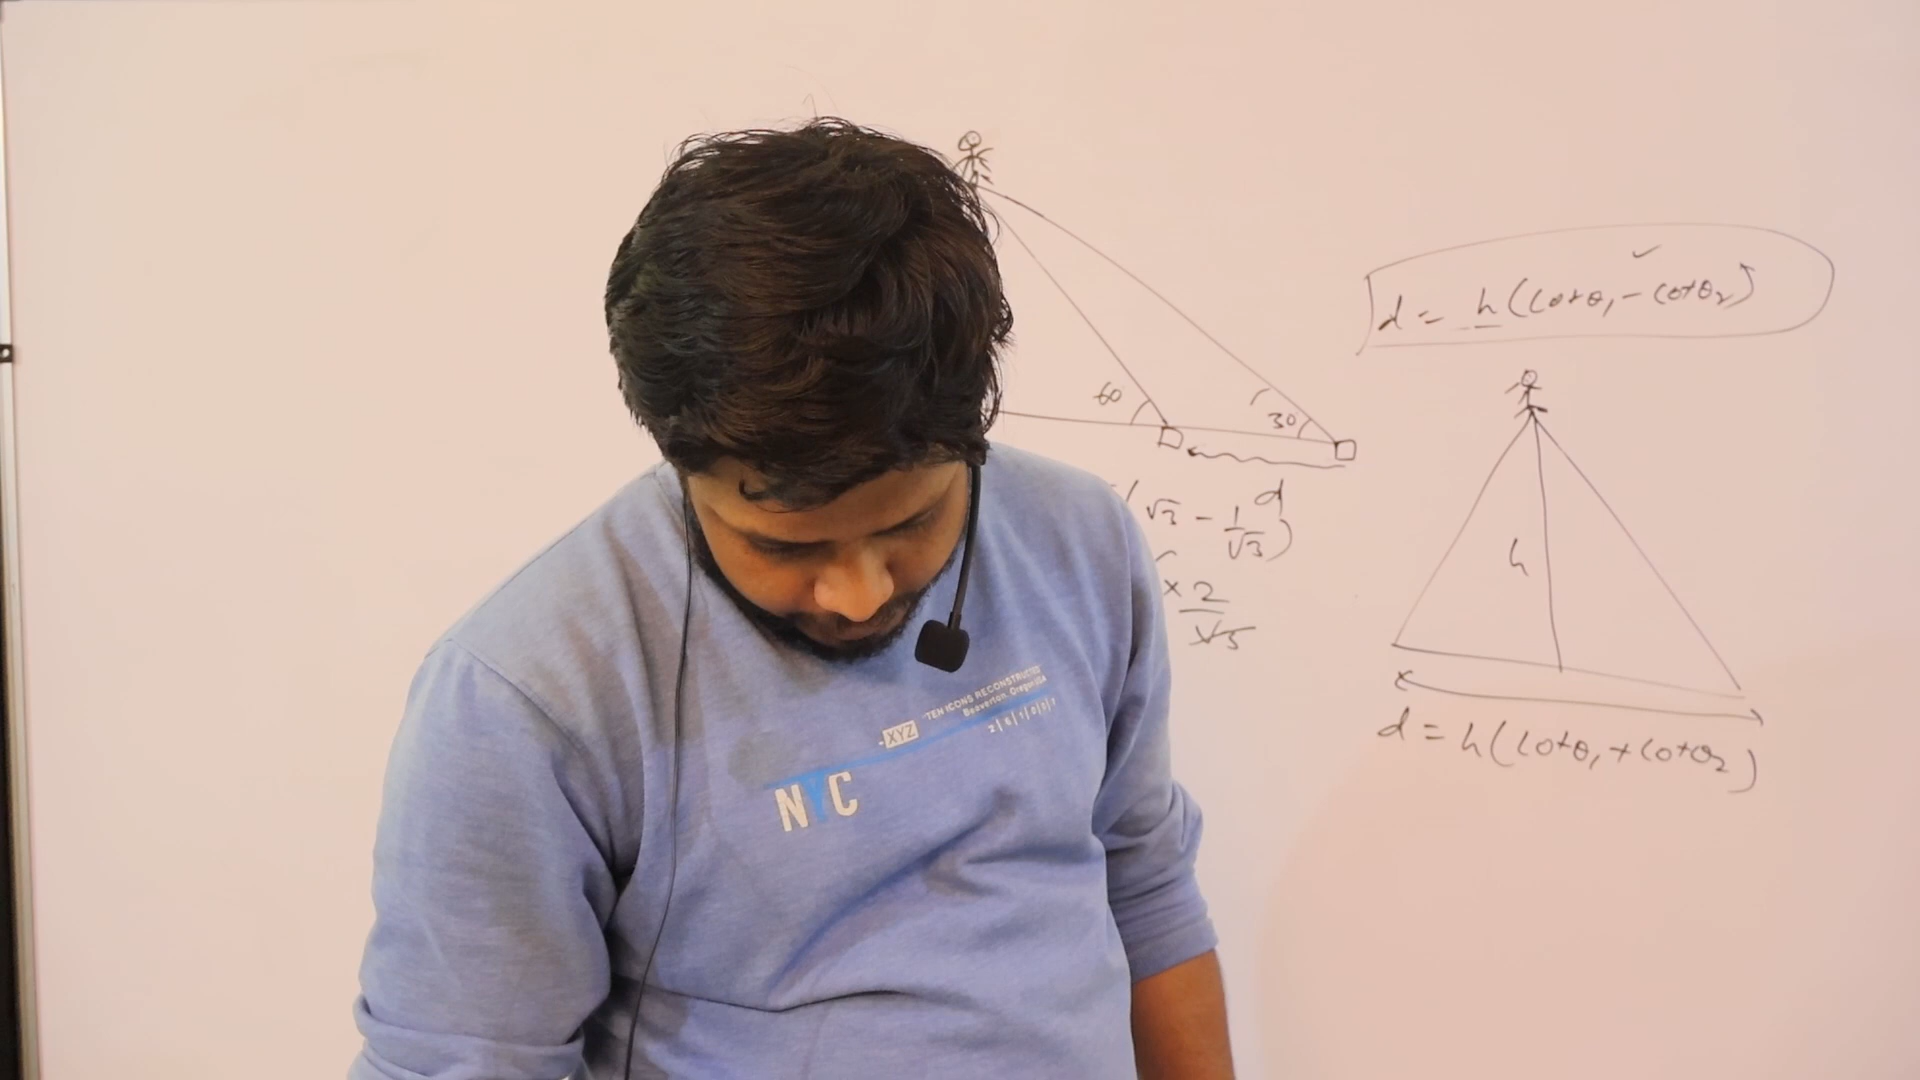 d = h(cotθ₁ - cotθ₂)
60
30
d
√3 - 1/√3)
× 2/√3
h
d = h(cotθ₁ + cotθ₂)
TEN ICONS RECONSTRUCTED
Beaverton, Oregon USA
XYZ
NYC